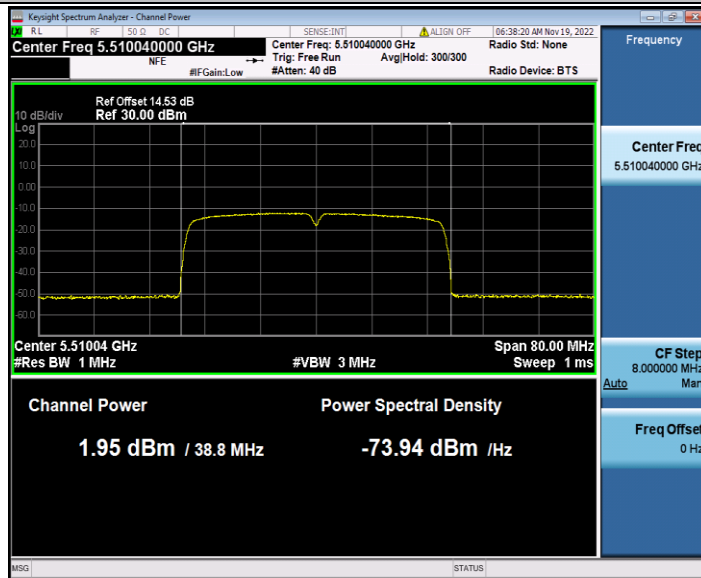 Keysight Spectrum Analyzer - Channel Power
RL RF 50 Ω DC SENSE:INT ALIGN OFF 06:38:20 AM Nov 19, 2022
Center Freq 5.510040000 GHz
NFE
#IFGain:Low
Center Freq: 5.510040000 GHz
Trig: Free Run Avg|Hold: 300/300
#Atten: 40 dB
Radio Std: None
Radio Device: BTS
Ref Offset 14.53 dB
10 dB/div Ref 30.00 dBm
Log
20.0
10.0
0.00
-10.0
-20.0
-30.0
-40.0
-50.0
-60.0
Center 5.51004 GHz Span 80.00 MHz
#Res BW 1 MHz #VBW 3 MHz Sweep 1 ms
Channel Power Power Spectral Density
1.95 dBm / 38.8 MHz -73.94 dBm /Hz
MSG STATUS
Frequency
Center Freq
5.510040000 GHz
CF Step
8.000000 MHz
Auto Man
Freq Offset
0 Hz